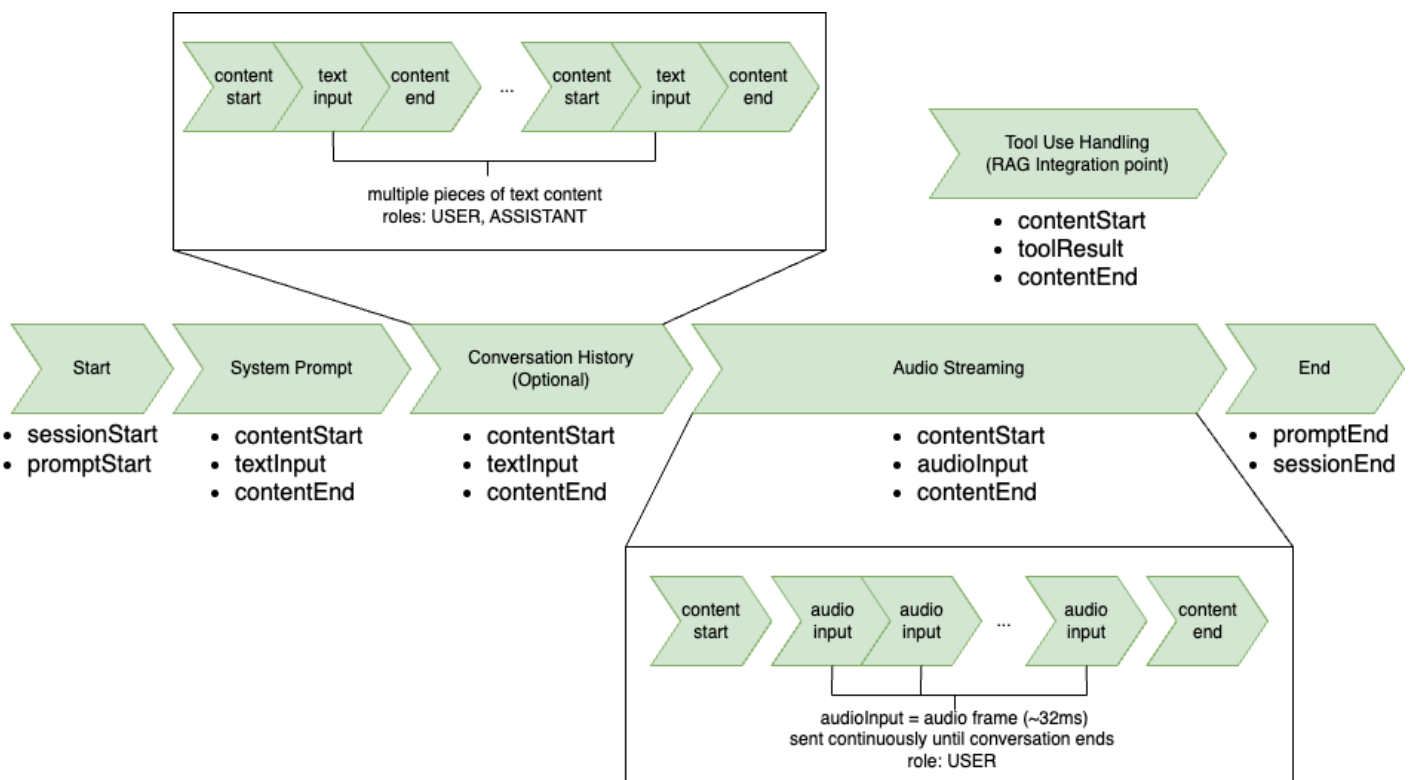 content
start
text
input
content
end
...
content
start
text
input
content
end
multiple pieces of text content
roles: USER, ASSISTANT
Tool Use Handling
(RAG Integration point)
• contentStart
• toolResult
• contentEnd
Start
• sessionStart
• promptStart
System Prompt
• contentStart
• textInput
• contentEnd
Conversation History
(Optional)
• contentStart
• textInput
• contentEnd
Audio Streaming
• contentStart
• audioInput
• contentEnd
End
• promptEnd
• sessionEnd
content
start
audio
input
audio
input
...
audio
input
content
end
audioInput = audio frame (~32ms)
sent continuously until conversation ends
role: USER